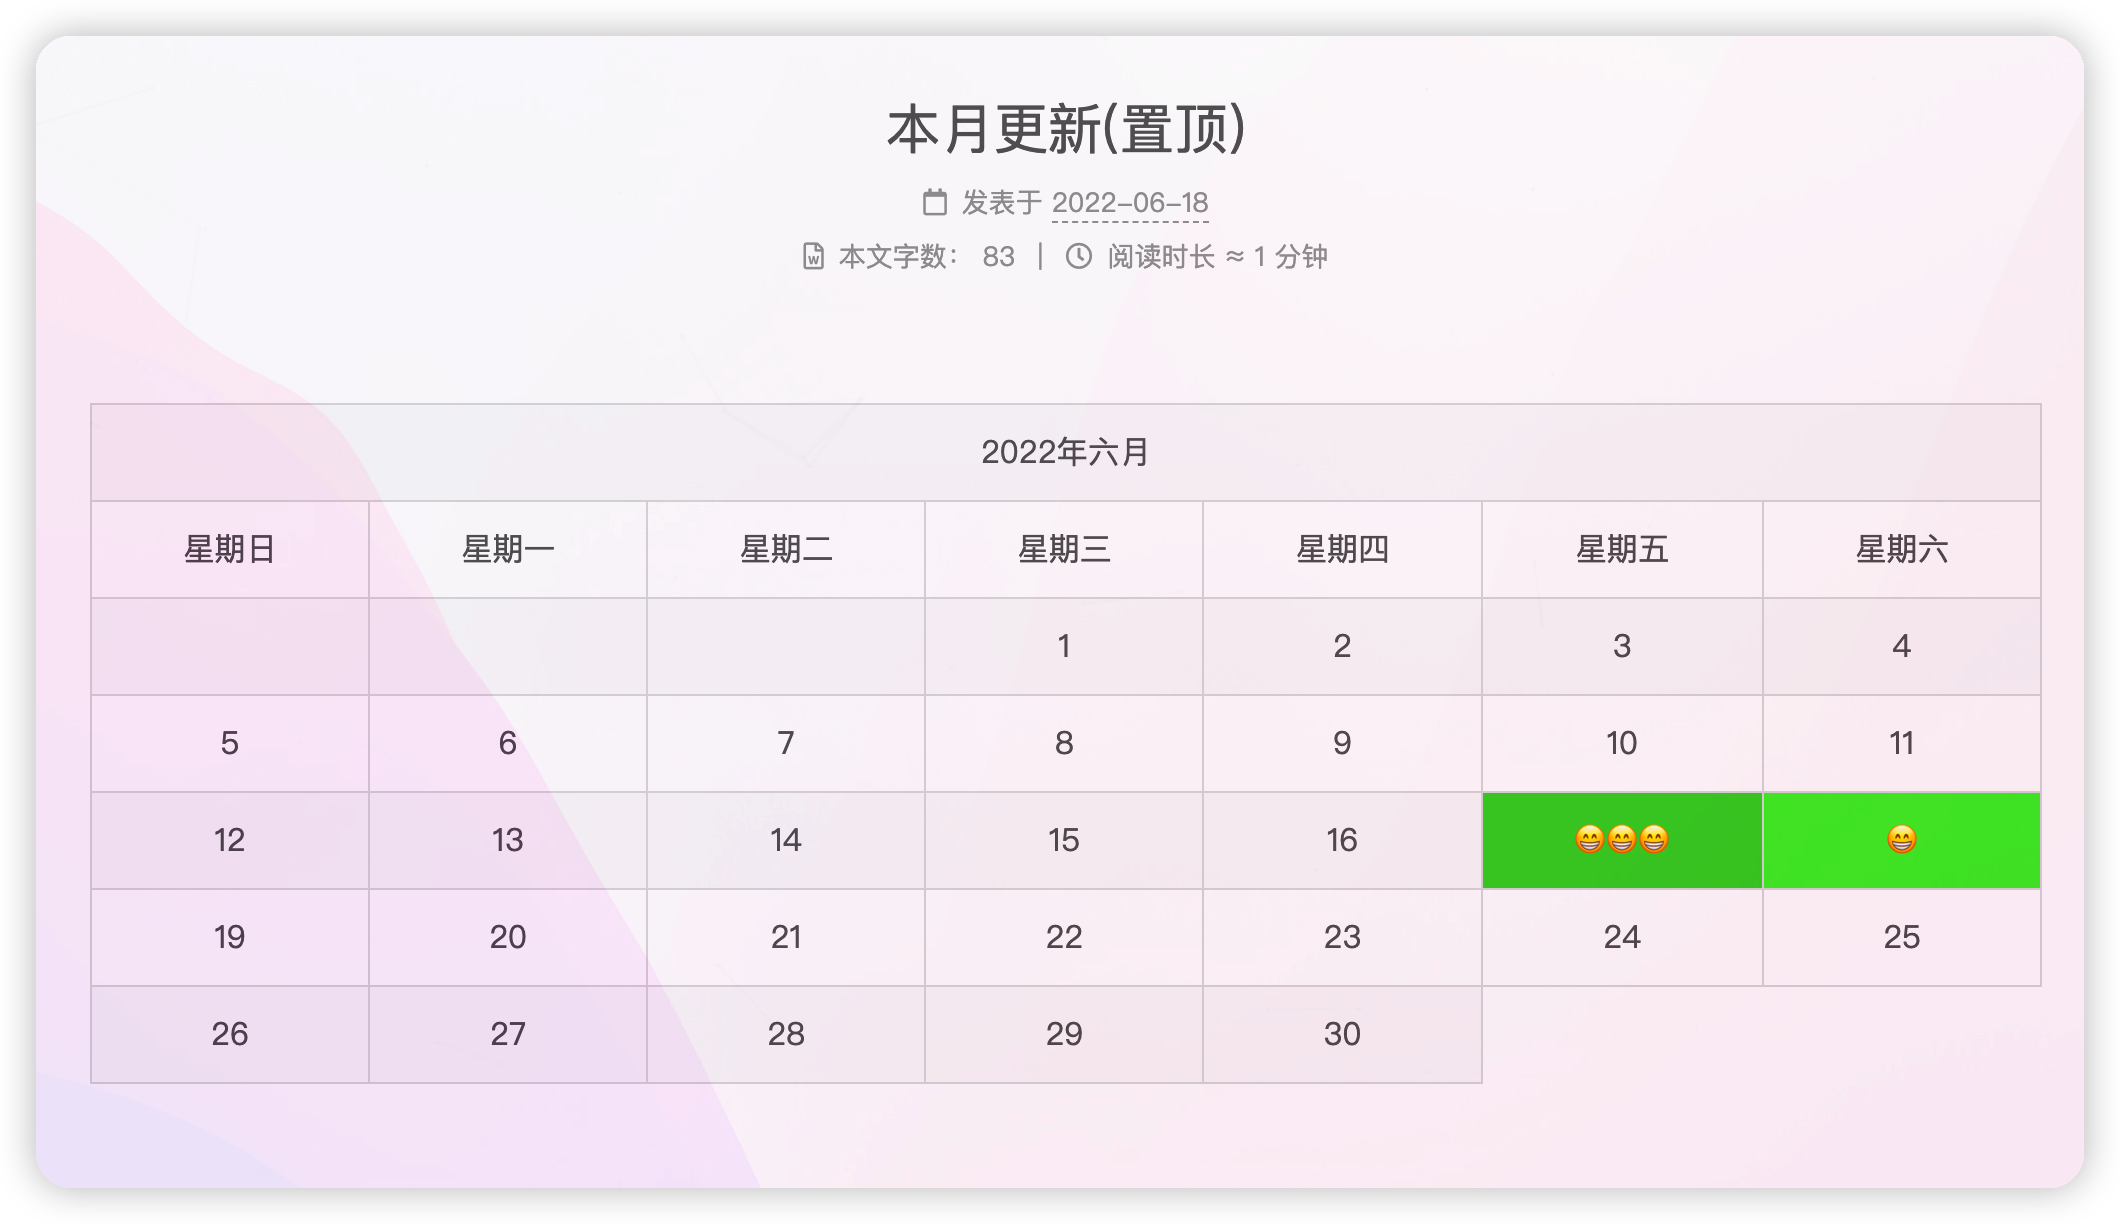 本月更新(置顶)
发表于 2022-06-18
本文字数： 83 | 阅读时长 ≈ 1 分钟
2022年六月
星期日 星期一 星期二 星期三 星期四 星期五 星期六
1 2 3 4
5 6 7 8 9 10 11
12 13 14 15 16 😁😁😁 😁
19 20 21 22 23 24 25
26 27 28 29 30